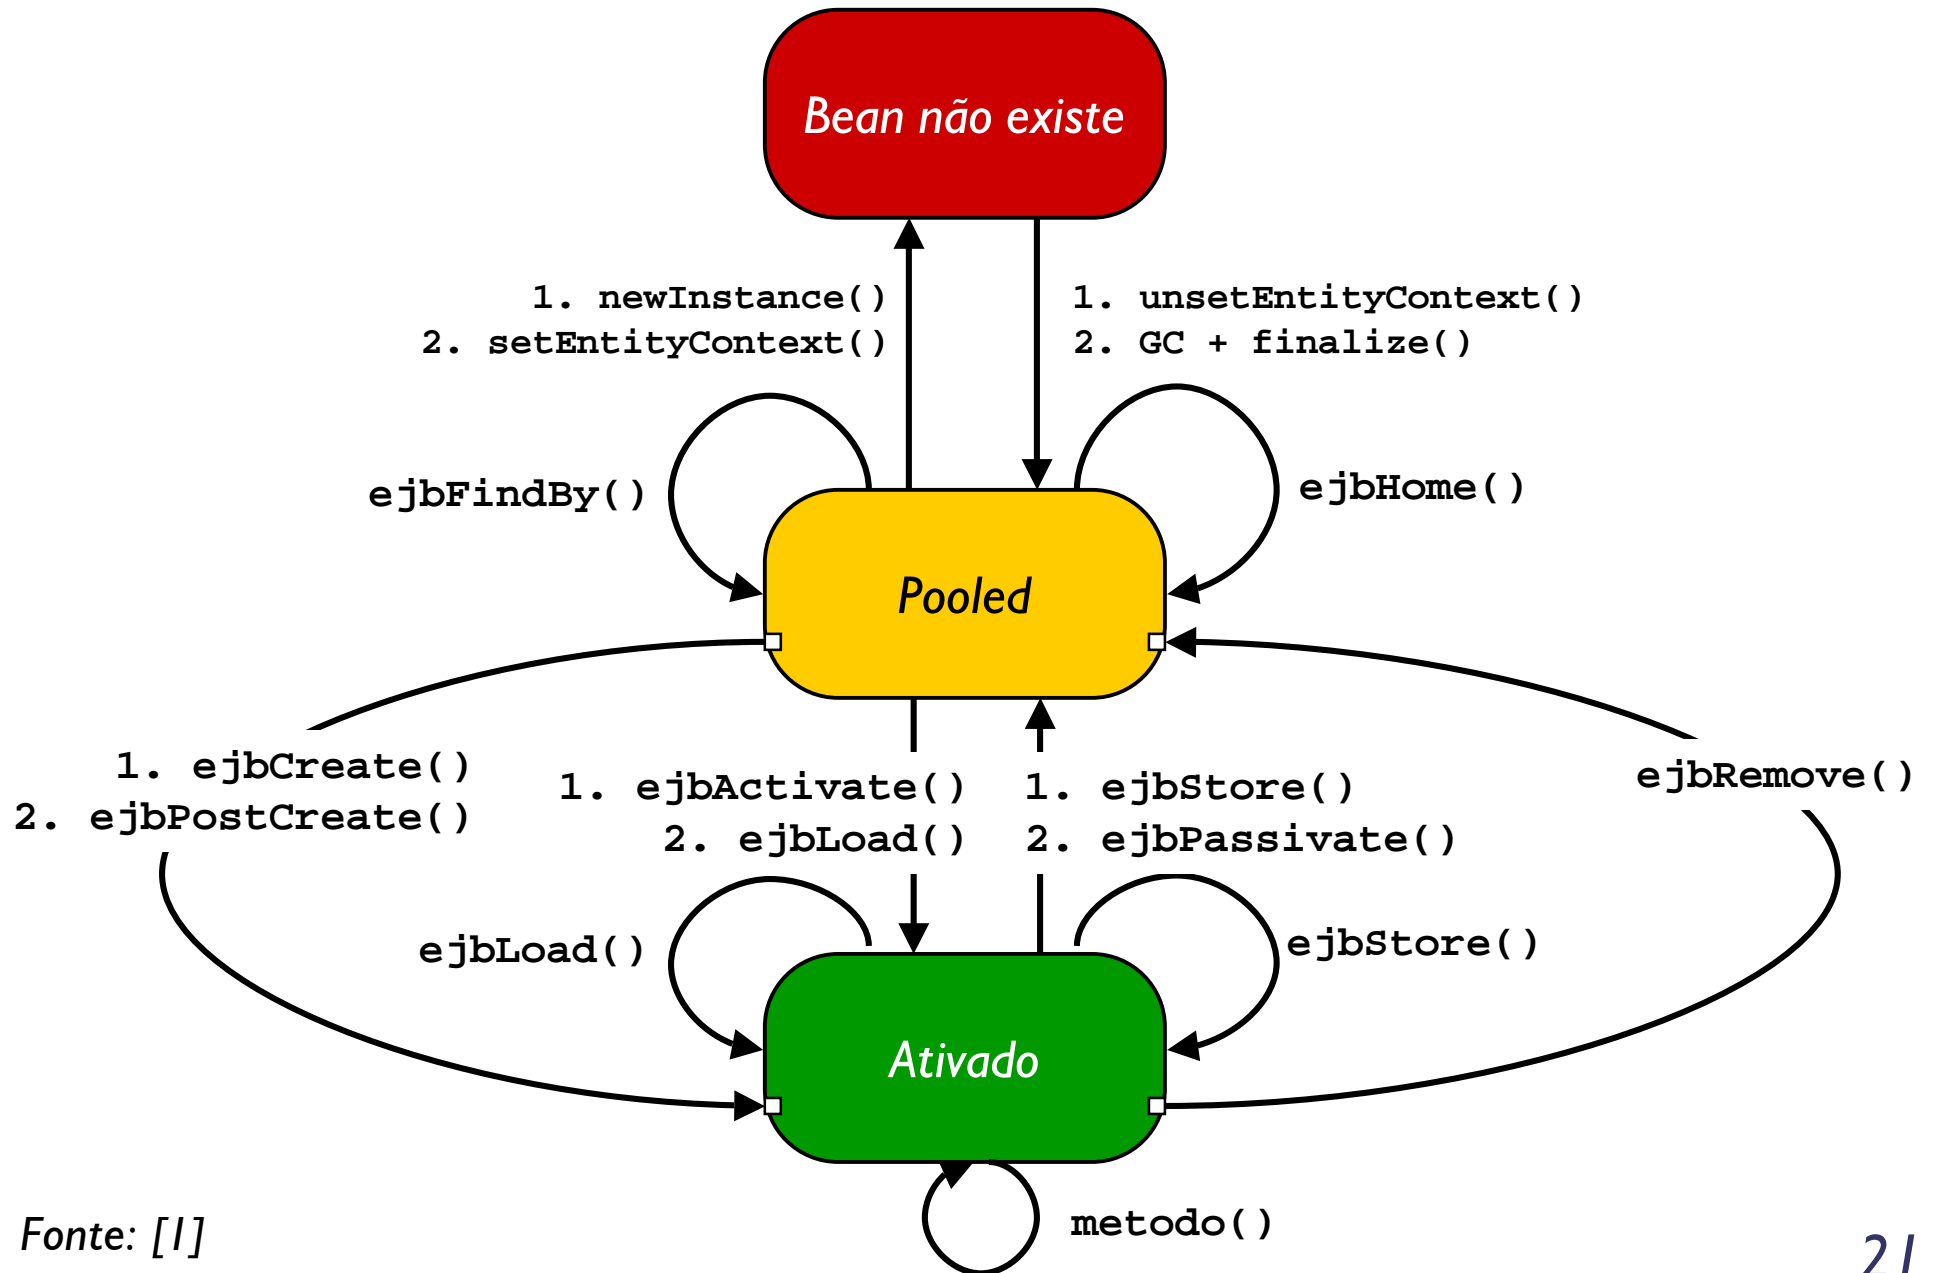 Bean não existe
1. newInstance()
2. setEntityContext()
1. unsetEntityContext()
2. GC + finalize()
ejbFindBy()
ejbHome()
Pooled
1. ejbCreate()
2. ejbPostCreate()
1. ejbActivate()
2. ejbLoad()
1. ejbStore()
2. ejbPassivate()
ejbRemove()
ejbLoad()
ejbStore()
Ativado
metodo()
Fonte: [1]
21